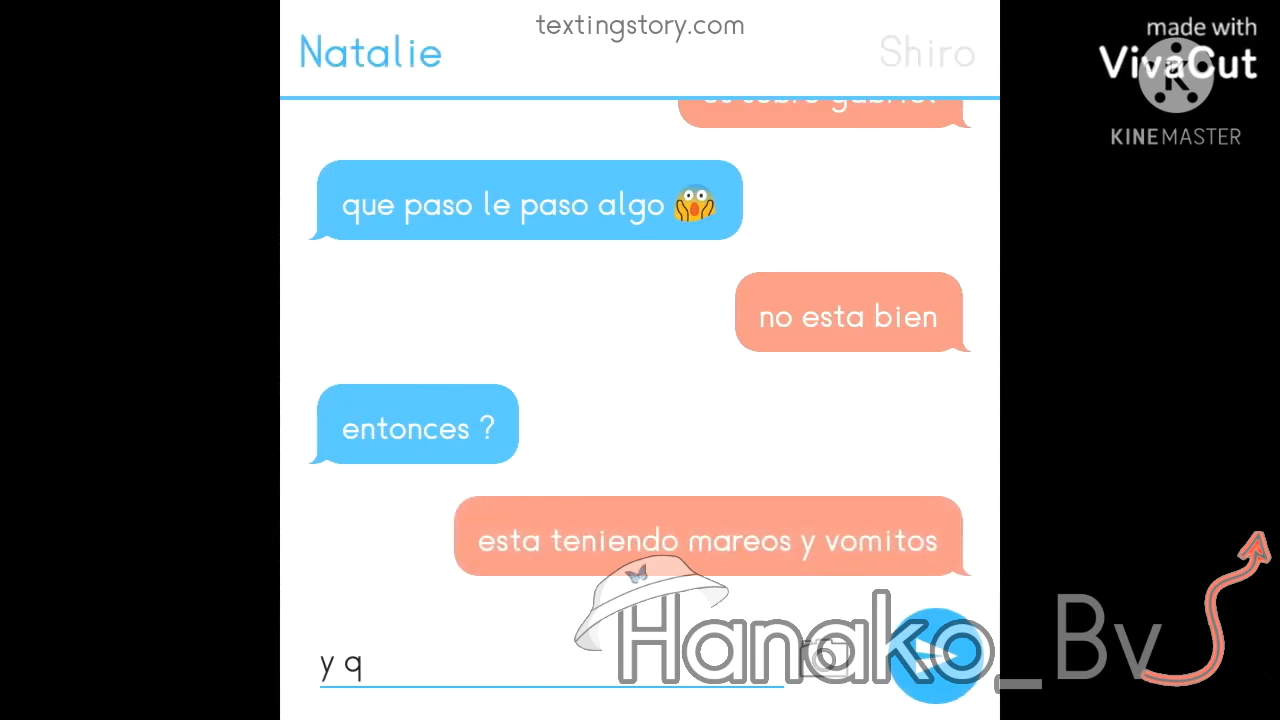 textingstory.com
made with
VivaCut
KINEMASTER
Natalie
Shiro
que paso le paso algo 😱
no esta bien
entonces ?
esta teniendo mareos y vomitos
y q
Hanako_Bv